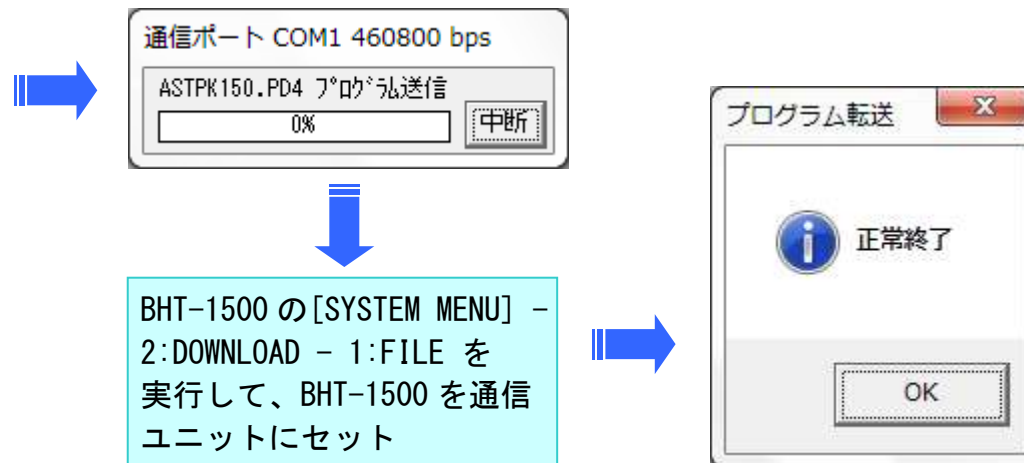 通信ポート COM1 460800 bps
ASTPK150.PD4 ﾌﾟﾛｸﾞﾗﾑ送信
0%
中断
BHT-1500 の[SYSTEM MENU] -
2:DOWNLOAD - 1:FILE を
実行して、BHT-1500 を通信
ユニットにセット
プログラム転送
正常終了
OK